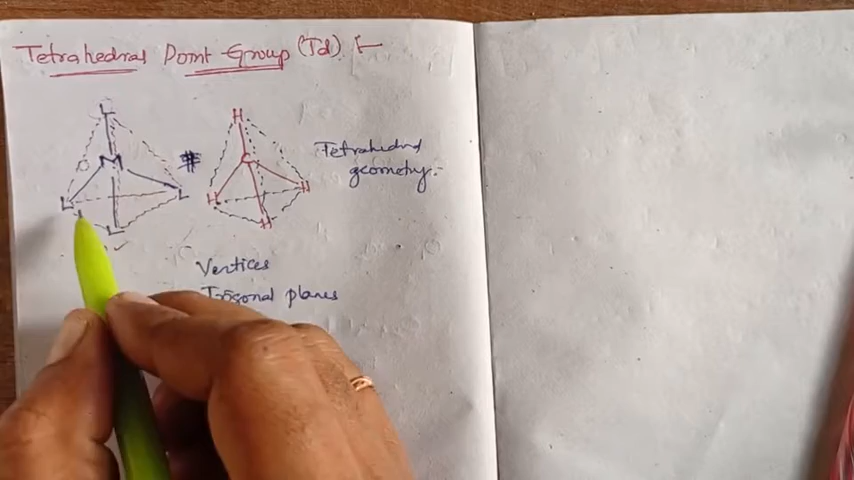 Tetrahedral Point Group (Td)
L
M
L
L
L
H
C
H
H
H
Tetrahedral
geometry:-
Vertices
Trigonal planes